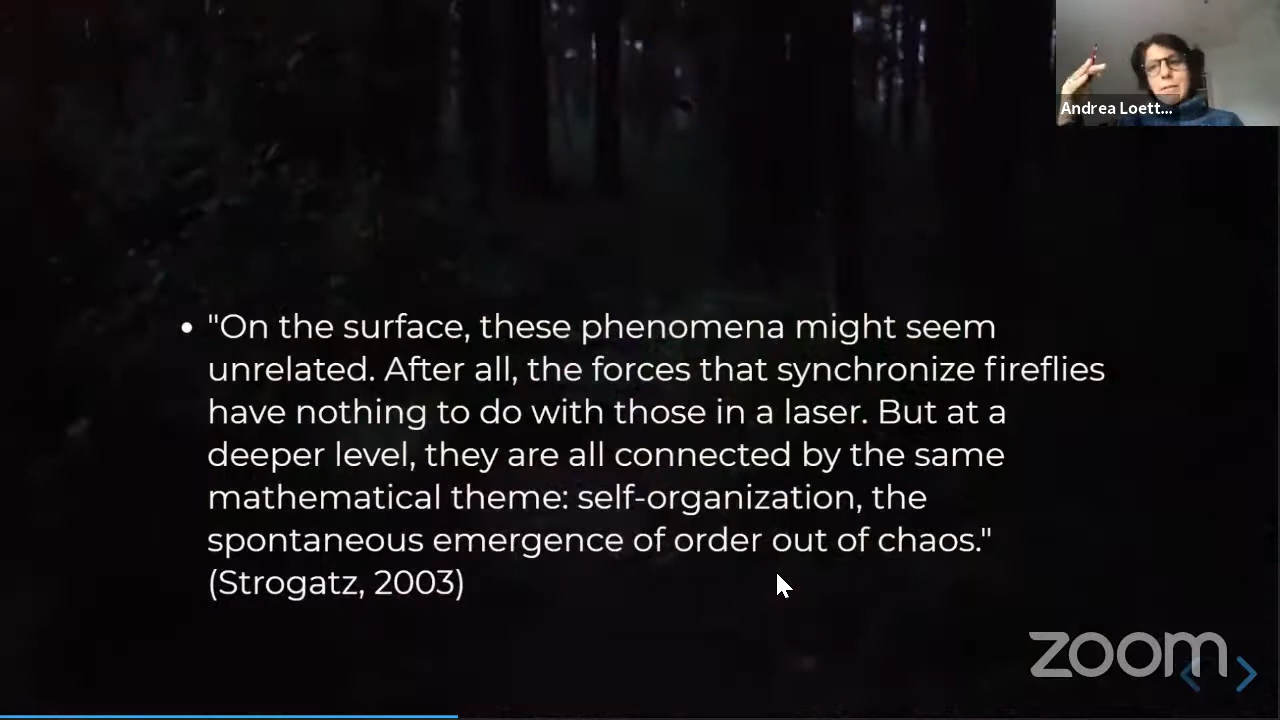 Andrea Loett...
• "On the surface, these phenomena might seem
unrelated. After all, the forces that synchronize fireflies
have nothing to do with those in a laser. But at a
deeper level, they are all connected by the same
mathematical theme: self-organization, the
spontaneous emergence of order out of chaos."
(Strogatz, 2003)
zoom